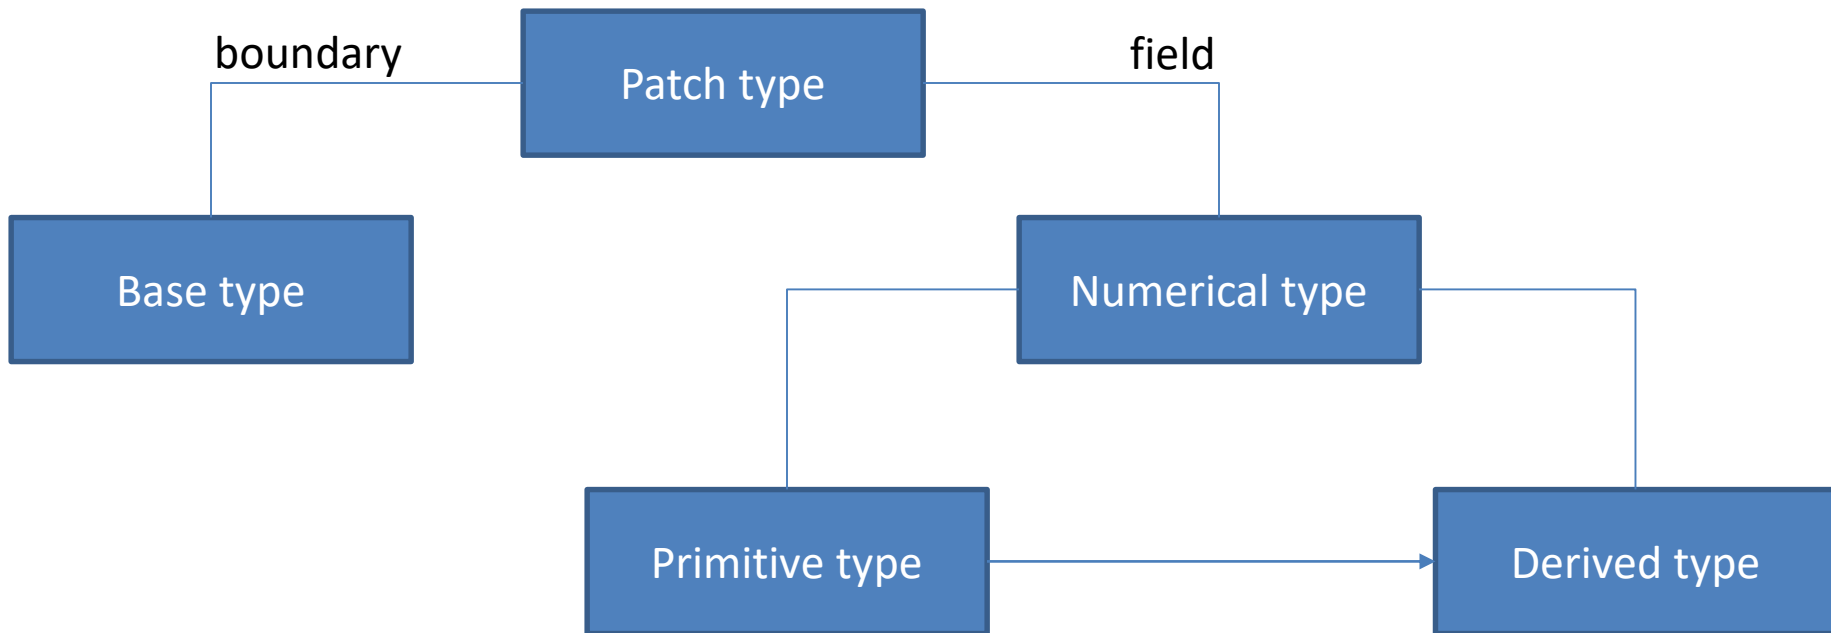 boundary
Patch type
field
Base type
Numerical type
Primitive type
Derived type